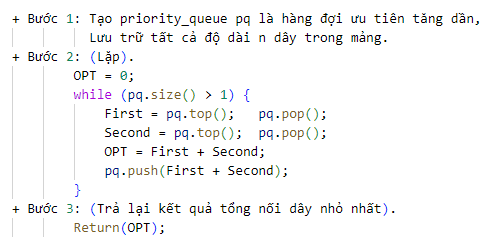 + Bước 1: Tạo priority_queue pq là hàng đợi ưu tiên tăng dần,
Lưu trữ tất cả độ dài n dây trong mảng.
+ Bước 2: (Lặp).
OPT = 0;
while (pq.size() > 1) {
First = pq.top();   pq.pop();
Second = pq.top();  pq.pop();
OPT = First + Second;
pq.push(First + Second);
}
+ Bước 3: (Trả lại kết quả tổng nối dây nhỏ nhất).
Return(OPT);